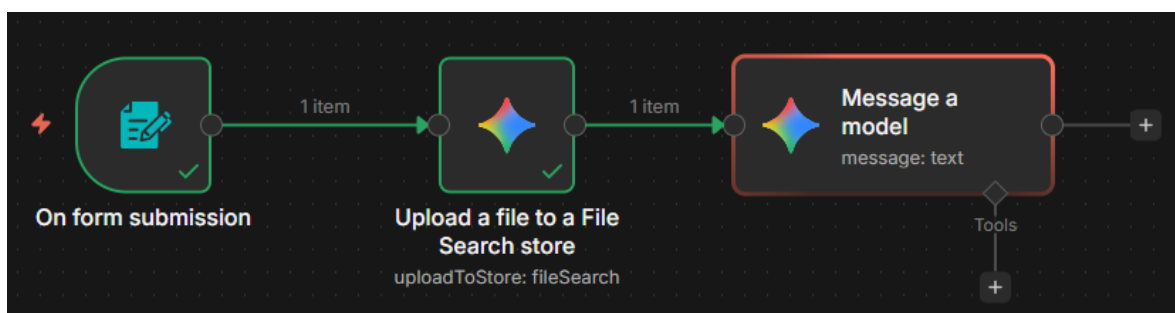 1 item
1 item
Message a
model
message: text
On form submission
Upload a file to a File
Search store
uploadToStore: fileSearch
Tools